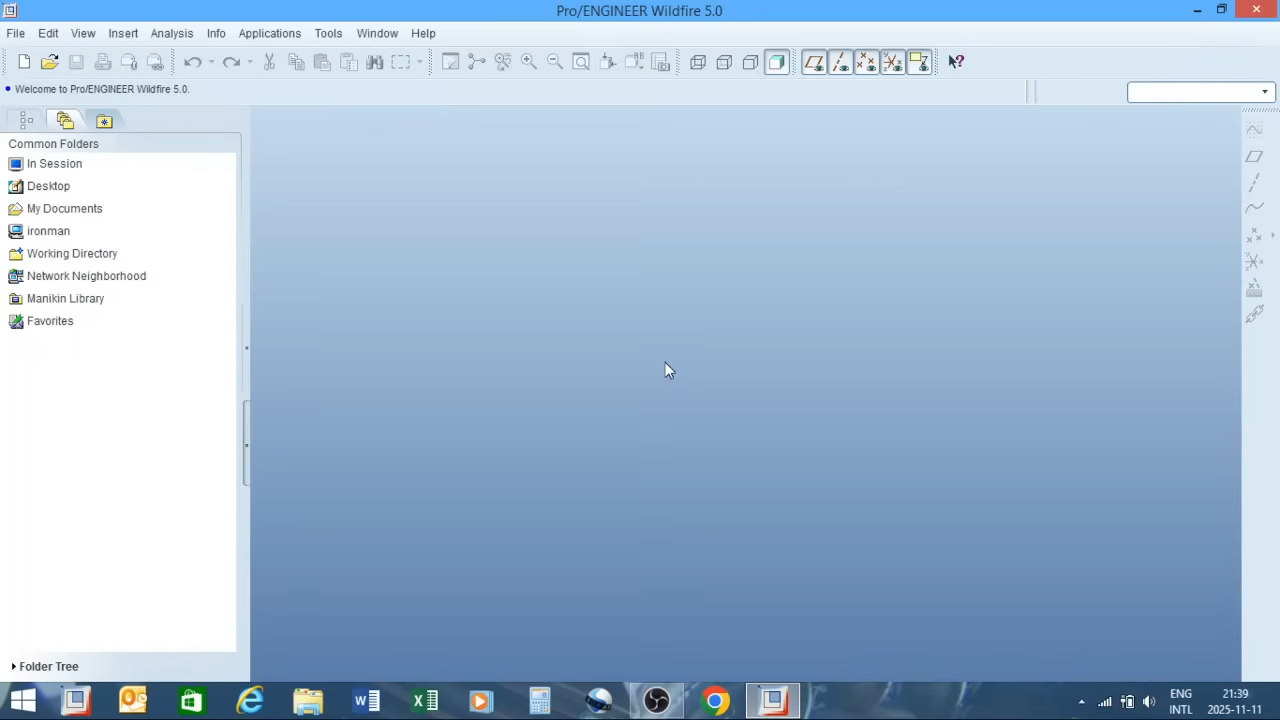 Pro/ENGINEER Wildfire 5.0
File Edit View Insert Analysis Info Applications Tools Window Help
Welcome to Pro/ENGINEER Wildfire 5.0.
Common Folders
In Session
Desktop
My Documents
ironman
Working Directory
Network Neighborhood
Manikin Library
Favorites
Folder Tree
ENG 21:39
INTL 2025-11-11